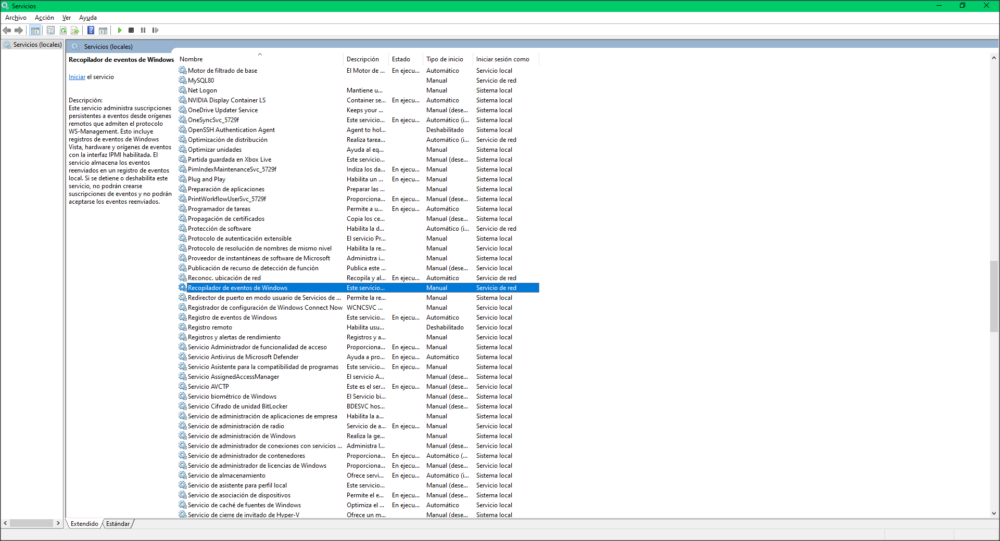 Servicios
Archivo Acción Ver Ayuda
Servicios (locales)
Servicios (locales)
Recopilador de eventos de Windows
Iniciar el servicio
Descripción:
Este servicio administra suscripciones
persistentes a eventos desde orígenes
remotos que admiten el protocolo
WS-Management. Esto incluye
registros de eventos de Windows
Vista, hardware y orígenes de eventos
con la interfaz IPMI habilitada. El
servicio almacena los eventos
reenviados en un registro de eventos
local. Si se detiene o deshabilita este
servicio, no podrán crearse
suscripciones de eventos y no podrán
aceptarse los eventos reenviados.
Nombre Descripción Estado Tipo de inicio Iniciar sesión como
Motor de filtrado de base El Motor de ... En ejecu... Automático Servicio local
MySQL80 Manual Servicio de red
Net Logon Mantiene u... Manual Sistema local
NVIDIA Display Container LS Container se... En ejecu... Automático Sistema local
OneDrive Updater Service Keeps your ... Manual (dese... Sistema local
OneSyncSvc_5729f Este servicio... En ejecu... Automático (i... Sistema local
OpenSSH Authentication Agent Agent to hol... Deshabilitado Sistema local
Optimización de distribución Realiza tarea... Automático (i... Servicio de red
Optimizar unidades Ayuda al eq... Manual Sistema local
Partida guardada en Xbox Live Este servicio... Manual (dese... Sistema local
PimIndexMaintenanceSvc_5729f Indiza los da... En ejecu... Manual Sistema local
Plug and Play Habilita un ... En ejecu... Manual Sistema local
Preparación de aplicaciones Preparar las ... Manual Sistema local
PrintWorkflowUserSvc_5729f Proporciona... En ejecu... Manual (dese... Sistema local
Programador de tareas Permite a u... En ejecu... Automático Sistema local
Propagación de certificados Copia los ce... Manual (dese... Sistema local
Protección de software Habilita la d... Automático (i... Servicio de red
Protocolo de autenticación extensible El servicio Pr... Manual Sistema local
Protocolo de resolución de nombres de mismo nivel Habilita la re... Manual Servicio local
Proveedor de instantáneas de software de Microsoft Administra i... Manual Sistema local
Publicación de recurso de detección de función Publica este ... Manual (dese... Servicio local
Reconoc. ubicación de red Recopila y al... En ejecu... Automático Servicio de red
Recopilador de eventos de Windows Este servicio... Manual Servicio de red
Redirector de puerto en modo usuario de Servicios de ... Permite la re... Manual Sistema local
Registrador de configuración de Windows Connect Now WCNCSVC ... Manual Servicio local
Registro de eventos de Windows Este servicio... En ejecu... Automático Servicio local
Registro remoto Habilita usu... Deshabilitado Servicio local
Registros y alertas de rendimiento Registros y a... Manual Servicio local
Servicio Administrador de funcionalidad de acceso Proporciona... En ejecu... Manual Sistema local
Servicio Antivirus de Microsoft Defender Ayuda a pro... En ejecu... Automático Sistema local
Servicio Asistente para la compatibilidad de programas Este servicio... En ejecu... Manual Sistema local
Servicio AssignedAccessManager El servicio A... Manual (dese... Sistema local
Servicio AVCTP Este es el ser... En ejecu... Manual (dese... Servicio local
Servicio biométrico de Windows El Servicio bi... Manual (dese... Sistema local
Servicio Cifrado de unidad BitLocker BDESVC hos... Manual (dese... Sistema local
Servicio de administración de aplicaciones de empresa Habilita la a... Manual Sistema local
Servicio de administración de radio Servicio de a... En ejecu... Manual Servicio local
Servicio de administración de Windows Realiza la ge... Manual Sistema local
Servicio de administrador de conexiones con servicios ... Administra l... Manual (dese... Servicio local
Servicio de administrador de contenedores Proporciona... En ejecu... Automático (... Sistema local
Servicio de administrador de licencias de Windows Proporciona... En ejecu... Manual (dese... Servicio local
Servicio de almacenamiento Ofrece servi... En ejecu... Automático (i... Sistema local
Servicio de asistente para perfil local Este servicio... Manual (dese... Servicio local
Servicio de asociación de dispositivos Permite el e... En ejecu... Manual (dese... Sistema local
Servicio de caché de fuentes de Windows Optimiza el ... En ejecu... Automático Servicio local
Servicio de cierre de invitado de Hyper-V Ofrece un m... Manual (dese... Sistema local
Extendido Estándar